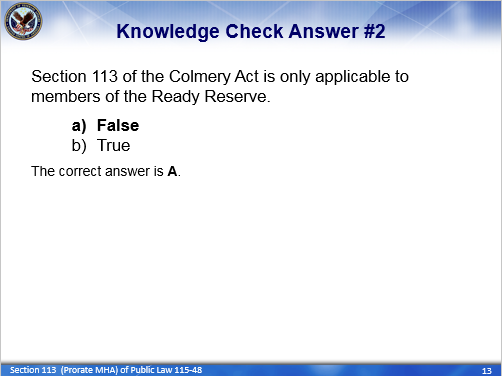 Knowledge Check Answer #2
Section 113 of the Colmery Act is only applicable to
members of the Ready Reserve.
a) False
b) True
The correct answer is A.
Section 113 (Prorate MHA) of Public Law 115-48
13